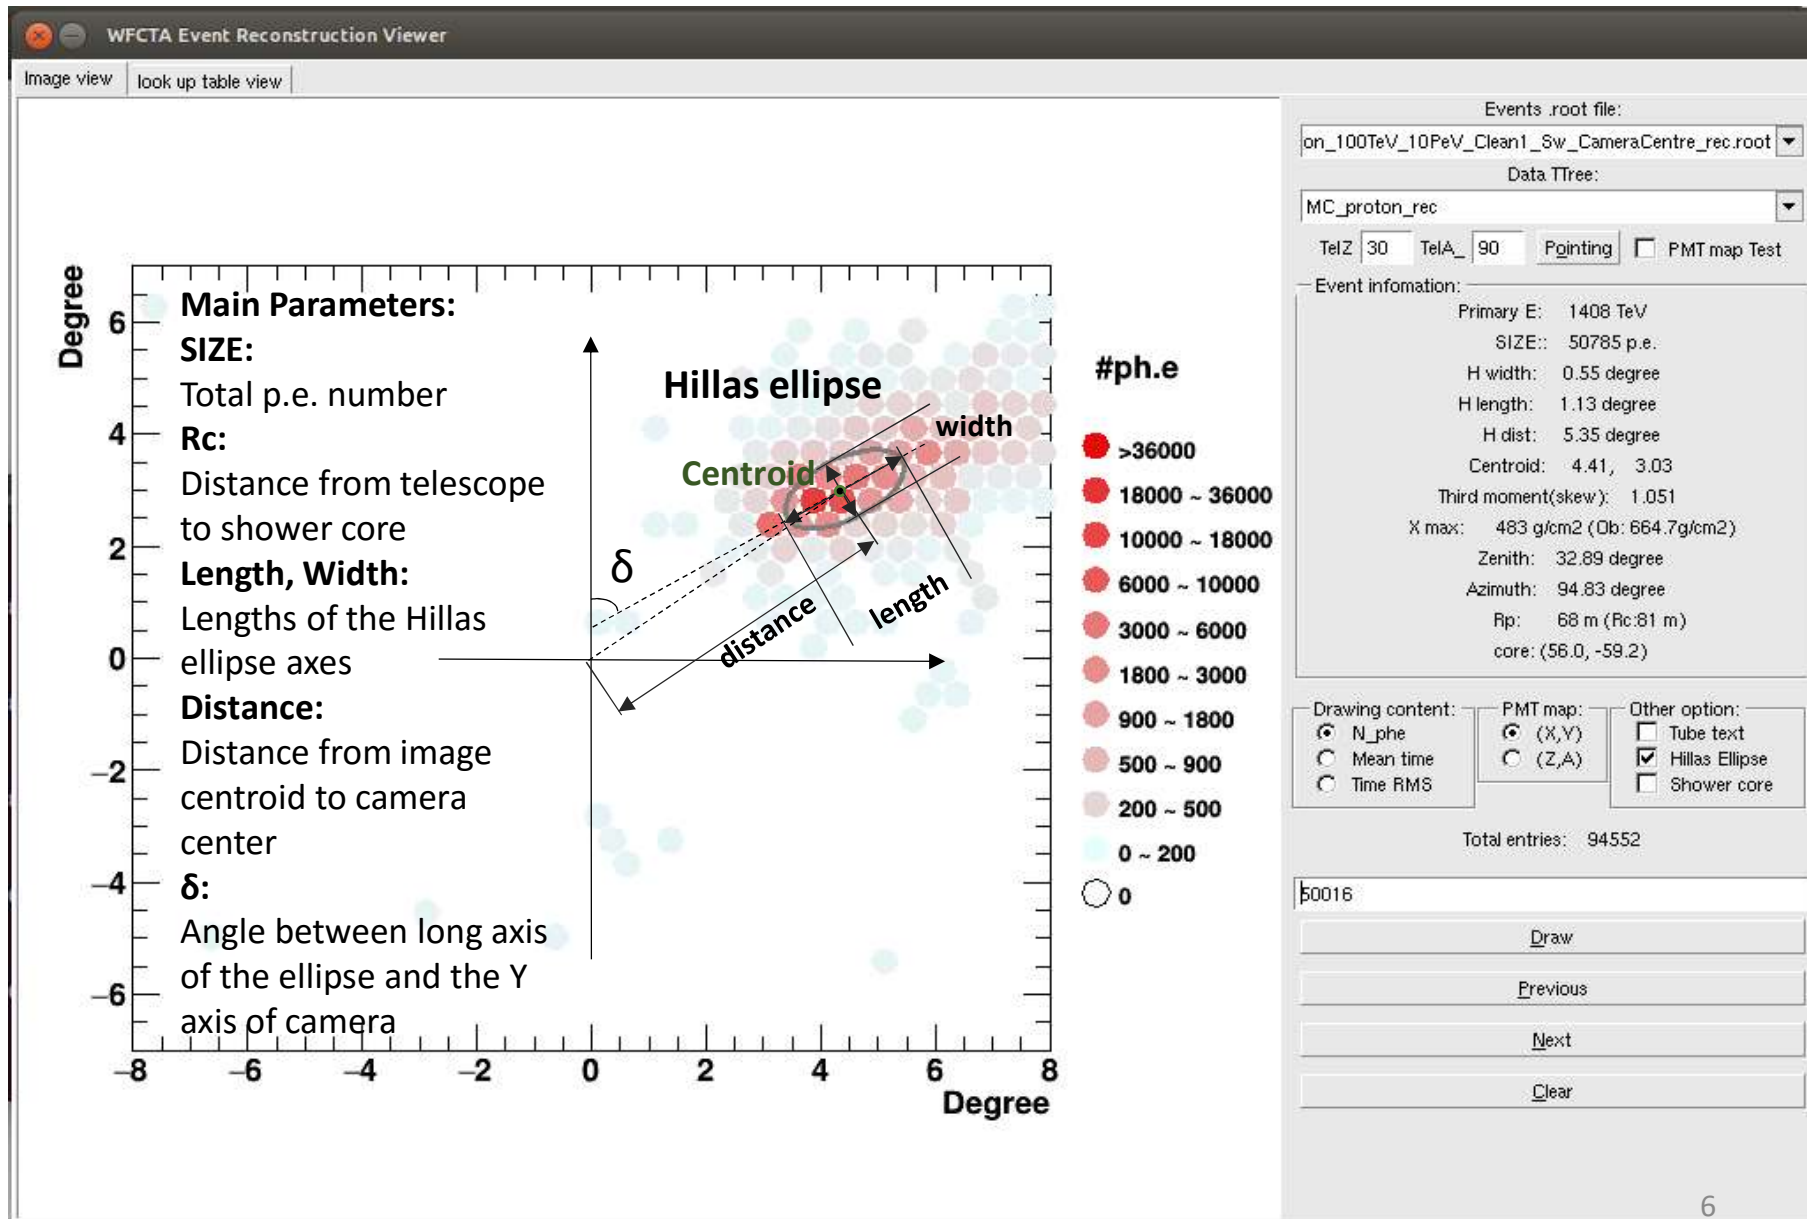 WFCTA Event Reconstruction Viewer
Image view
look up table view
Degree
6
4
2
0
−2
−4
−6
−8
−6
−4
−2
0
2
4
6
8
Degree
Main Parameters:
SIZE:
Total p.e. number
Rc:
Distance from telescope
to shower core
Length, Width:
Lengths of the Hillas
ellipse axes
Distance:
Distance from image
centroid to camera
center
δ:
Angle between long axis
of the ellipse and the Y
axis of camera
Hillas ellipse
width
Centroid
δ
distance
length
#ph.e
>36000
18000 ~ 36000
10000 ~ 18000
6000 ~ 10000
3000 ~ 6000
1800 ~ 3000
900 ~ 1800
500 ~ 900
200 ~ 500
0 ~ 200
0
Events .root file:
on_100TeV_10PeV_Clean1_Sw_CameraCentre_rec.root
Data TTree:
MC_proton_rec
TelZ 30 TelA_ 90 Pointing PMT map Test
Event infomation:
Primary E: 1408 TeV
SIZE:: 50785 p.e.
H width: 0.55 degree
H length: 1.13 degree
H dist: 5.35 degree
Centroid: 4.41, 3.03
Third moment(skew): 1.051
X max: 483 g/cm2 (Ob: 664.7g/cm2)
Zenith: 32.89 degree
Azimuth: 94.83 degree
Rp: 68 m (Rc:81 m)
core: (56.0, -59.2)
Drawing content:
N_phe
Mean time
Time RMS
PMT map:
(X,Y)
(Z,A)
Other option:
Tube text
Hillas Ellipse
Shower core
Total entries: 94552
50016
Draw
Previous
Next
Clear
6